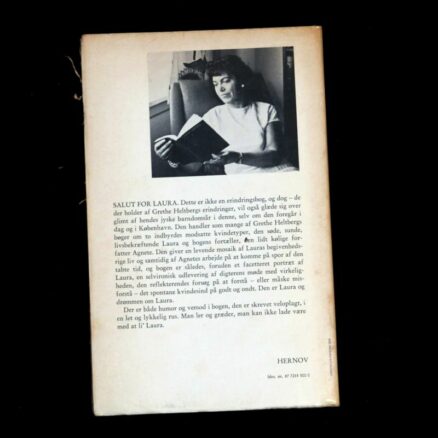 SALUT FOR LAURA. Dette er ikke en erindringsbog, og dog – de
der holder af Grethe Heltbergs erindringer, vil også glæde sig over
glimt af hendes jyske barndomsår i denne, selv om den foregår i
dag og i København. Den handler som mange af Grethe Heltbergs
bøger om to indbyrdes modsatte kvindetyper, den søde, sunde,
livsbekræftende Laura og bogens fortæller, den lidt kølige for-
fatter Agnete. Den giver en levende mosaik af Lauras begivenheds-
rige liv og samtidig af Agnetes arbejde på at komme på spor af den
tabte tid, og bogen er således, foruden et facetteret portræt af
Laura, en selvironisk udlevering af digterens møde med virkelig-
heden, den reflekterendes forsøg på at forstå – eller måske mis-
forstå – det spontane kvindesind på godt og ondt. Den er Laura og
drømmen om Laura.
Der er både humor og vemod i bogen, den er skrevet veloplagt, i
en let og lykkelig rus. Man ler og græder, man kan ikke lade være
med at li' Laura.
HERNOV